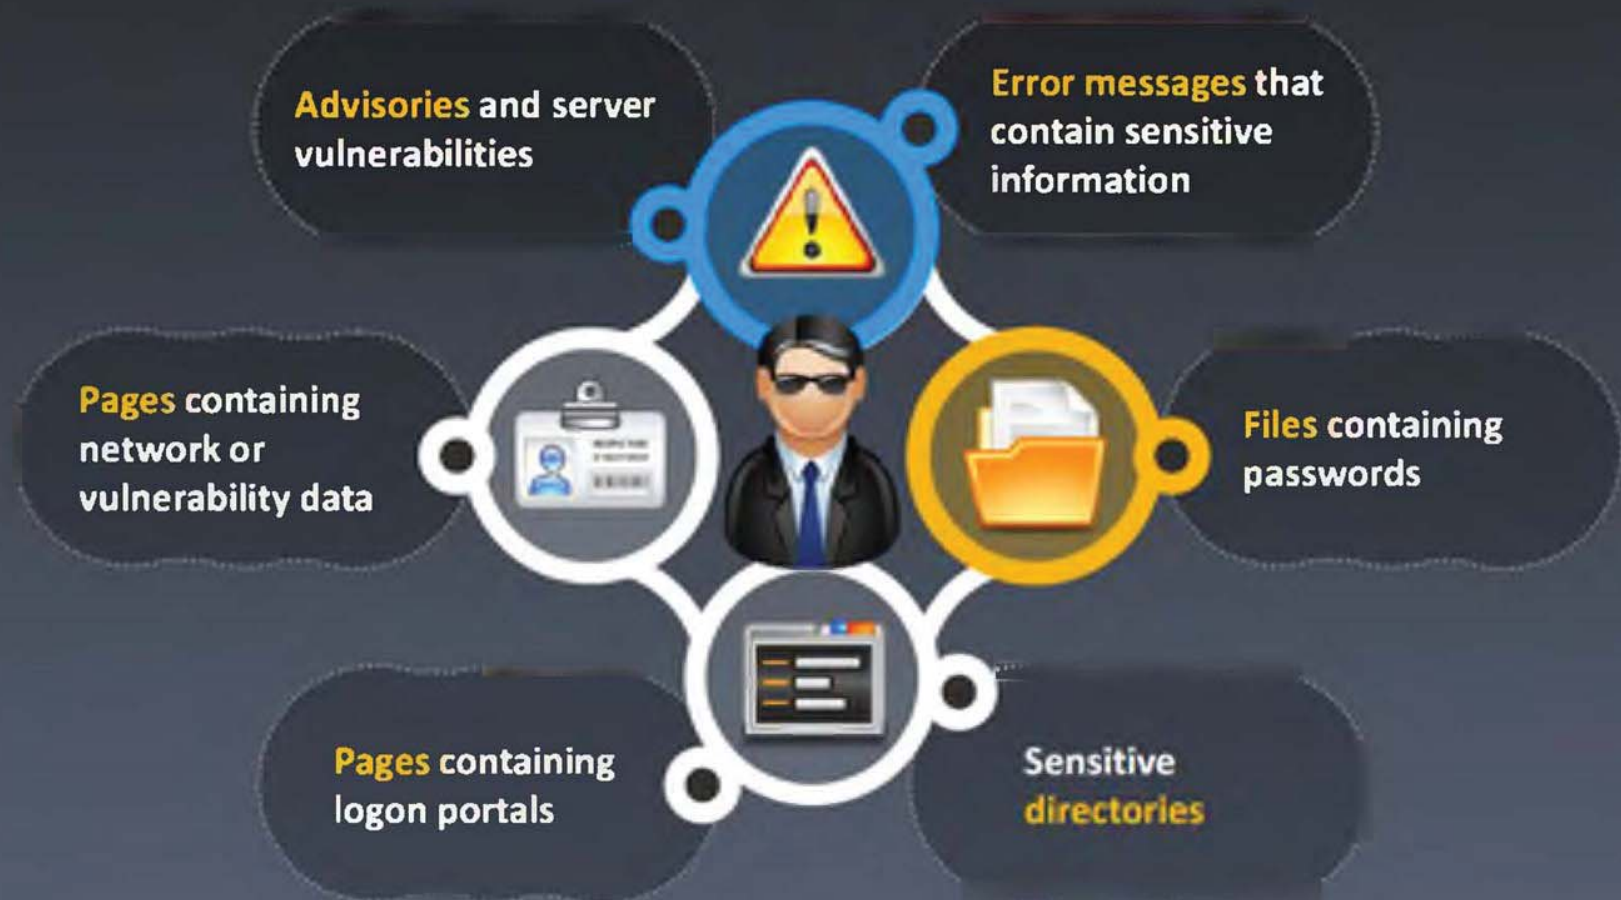 Advisories and server
vulnerabilities
Error messages that
contain sensitive
information
Pages containing
network or
vulnerability data
Files containing
passwords
Pages containing
logon portals
Sensitive
directories